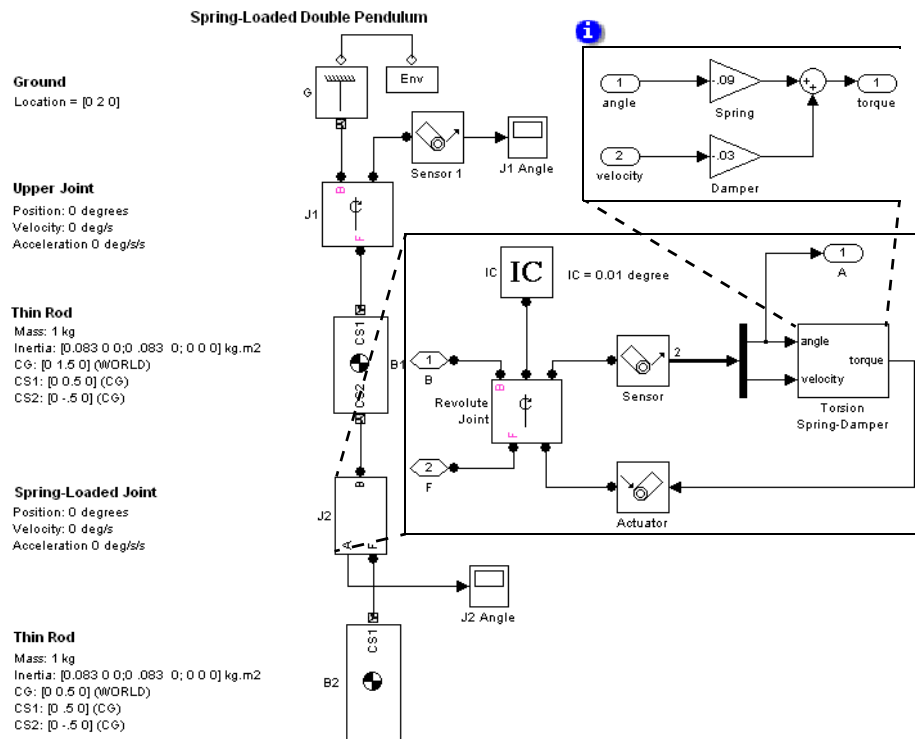 Spring-Loaded Double Pendulum
Ground
Location = [0 2 0]
G
Env
Sensor 1
J1 Angle
Upper Joint
Position: 0 degrees
Velocity: 0 deg/s
Acceleration 0 deg/s/s
J1
B
F
Thin Rod
Mass: 1 kg
Inertia: [0.083 0 0;0 .083 0; 0 0 0] kg.m2
CG: [0 1.5 0] (WORLD)
CS1: [0 0.5 0] (CG)
CS2: [0 -.5 0] (CG)
CS1
CS2
B1
Spring-Loaded Joint
Position: 0 degrees
Velocity: 0 deg/s
Acceleration 0 deg/s/s
J2
B
A
F
J2 Angle
Thin Rod
Mass: 1 kg
Inertia: [0.083 0 0;0 .083 0; 0 0 0] kg.m2
CG: [0 0.5 0] (WORLD)
CS1: [0 .5 0] (CG)
CS2: [0 -.5 0] (CG)
B2
CS1
i
1
angle
-.09
Spring
1
torque
2
velocity
-.03
Damper
IC
IC
IC = 0.01 degree
1
A
1
B
Revolute
Joint
B
F
2
F
Sensor
2
angle
velocity
torque
Torsion
Spring-Damper
Actuator